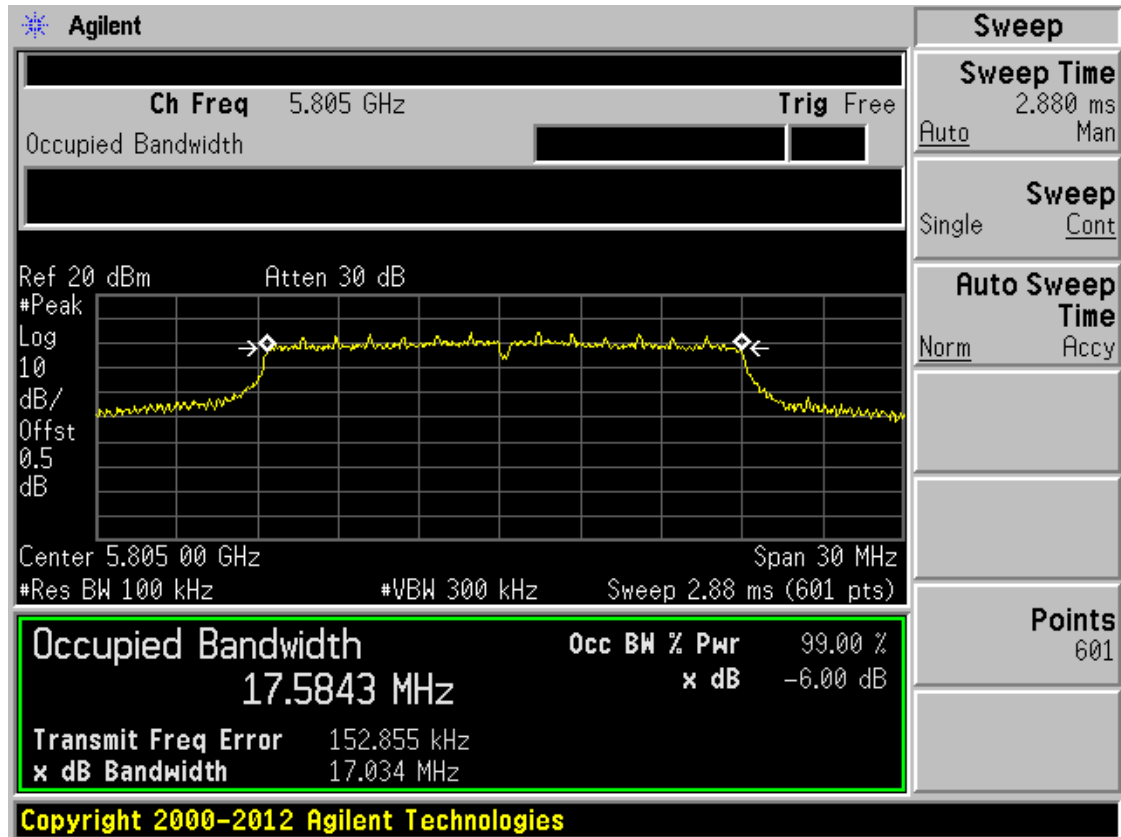 Agilent
Ch Freq 5.805 GHz Trig Free
Occupied Bandwidth
Ref 20 dBm Atten 30 dB
#Peak
Log
10
dB/
Offst
0.5
dB
Center 5.805 00 GHz Span 30 MHz
#Res BW 100 kHz #VBW 300 kHz Sweep 2.88 ms (601 pts)
Occupied Bandwidth
17.5843 MHz
Occ BW % Pwr 99.00 %
x dB -6.00 dB
Transmit Freq Error 152.855 kHz
x dB Bandwidth 17.034 MHz
Copyright 2000-2012 Agilent Technologies
Sweep
Sweep Time
2.880 ms
Auto Man
Sweep
Single Cont
Auto Sweep
Time
Norm Accy
Points
601